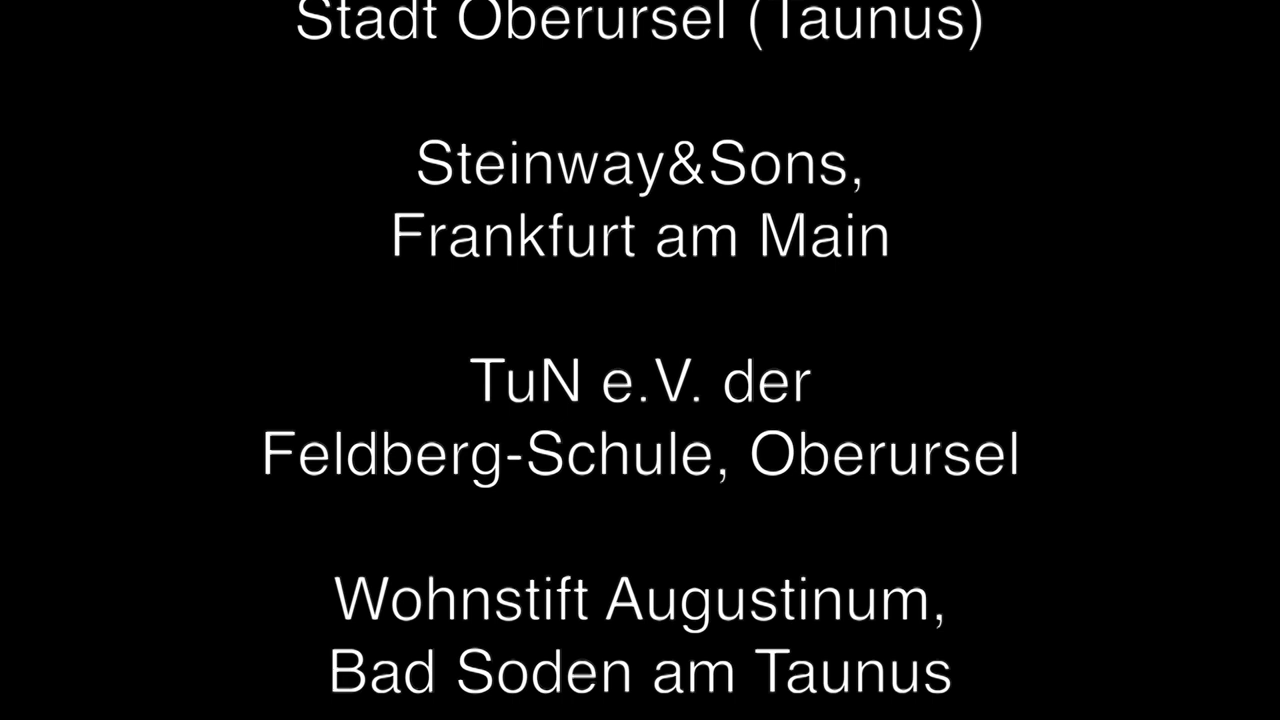 Stadt Oberursel (Taunus)
Steinway&Sons,
Frankfurt am Main
TuN e.V. der
Feldberg-Schule, Oberursel
Wohnstift Augustinum,
Bad Soden am Taunus